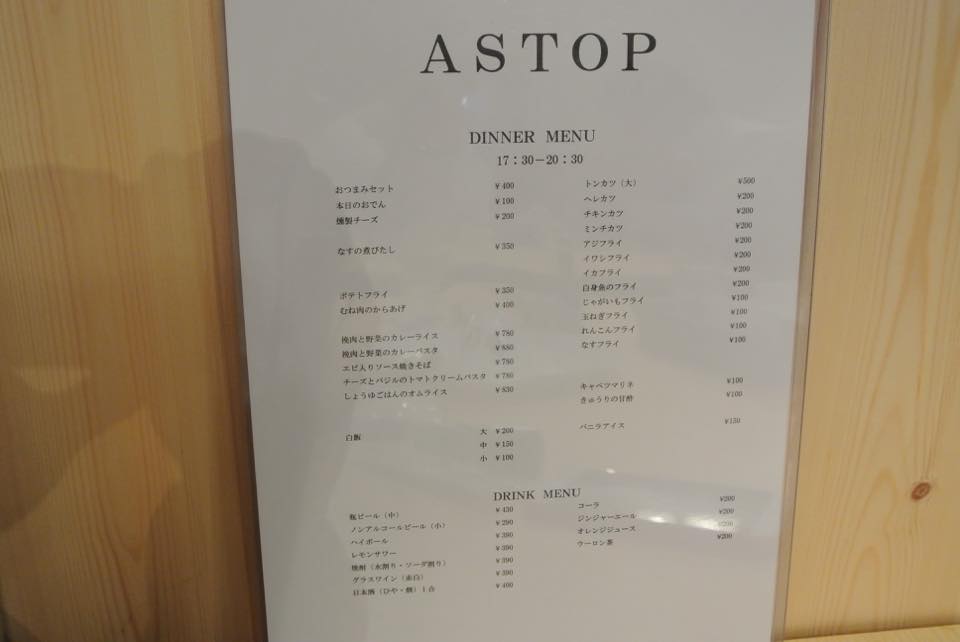 ASTOP
DINNER MENU
17：30－20：30
おつまみセット ￥400
本日のおでん ￥100
燻製チーズ ￥200
なすの煮びたし ￥350
ポテトフライ ￥350
むね肉のからあげ ￥400
挽肉と野菜のカレーライス ￥780
挽肉と野菜のカレーパスタ ￥880
エビ入りソース焼きそば ￥780
チーズとバジルのトマトクリームパスタ ￥780
しょうゆごはんのオムライス ￥830
白飯 大 ￥200
中 ￥150
小 ￥100
トンカツ（大） ¥500
ヘレカツ ¥200
チキンカツ ¥200
ミンチカツ ¥200
アジフライ ¥200
イワシフライ ¥200
イカフライ ¥200
白身魚のフライ ¥200
じゃがいもフライ ¥100
玉ねぎフライ ¥100
れんこんフライ ¥100
なすフライ ¥100
キャベツマリネ ¥100
きゅうりの甘酢 ¥100
バニラアイス ¥150
DRINK MENU
瓶ビール（中） ￥430
ノンアルコールビール（小） ￥290
ハイボール ￥390
レモンサワー ￥390
焼酎（水割り・ソーダ割り） ￥390
グラスワイン（赤白） ￥390
日本酒（ひや・燗）１合 ￥400
コーラ ¥200
ジンジャーエール ¥200
オレンジジュース ¥200
ウーロン茶 ¥200